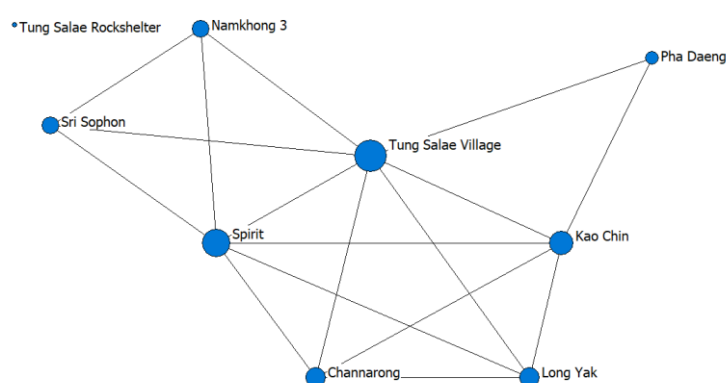 Tung Salae Rockshelter
Namkhong 3
Pha Daeng
Sri Sophon
Tung Salae Village
Spirit
Kao Chin
Channarong
Long Yak